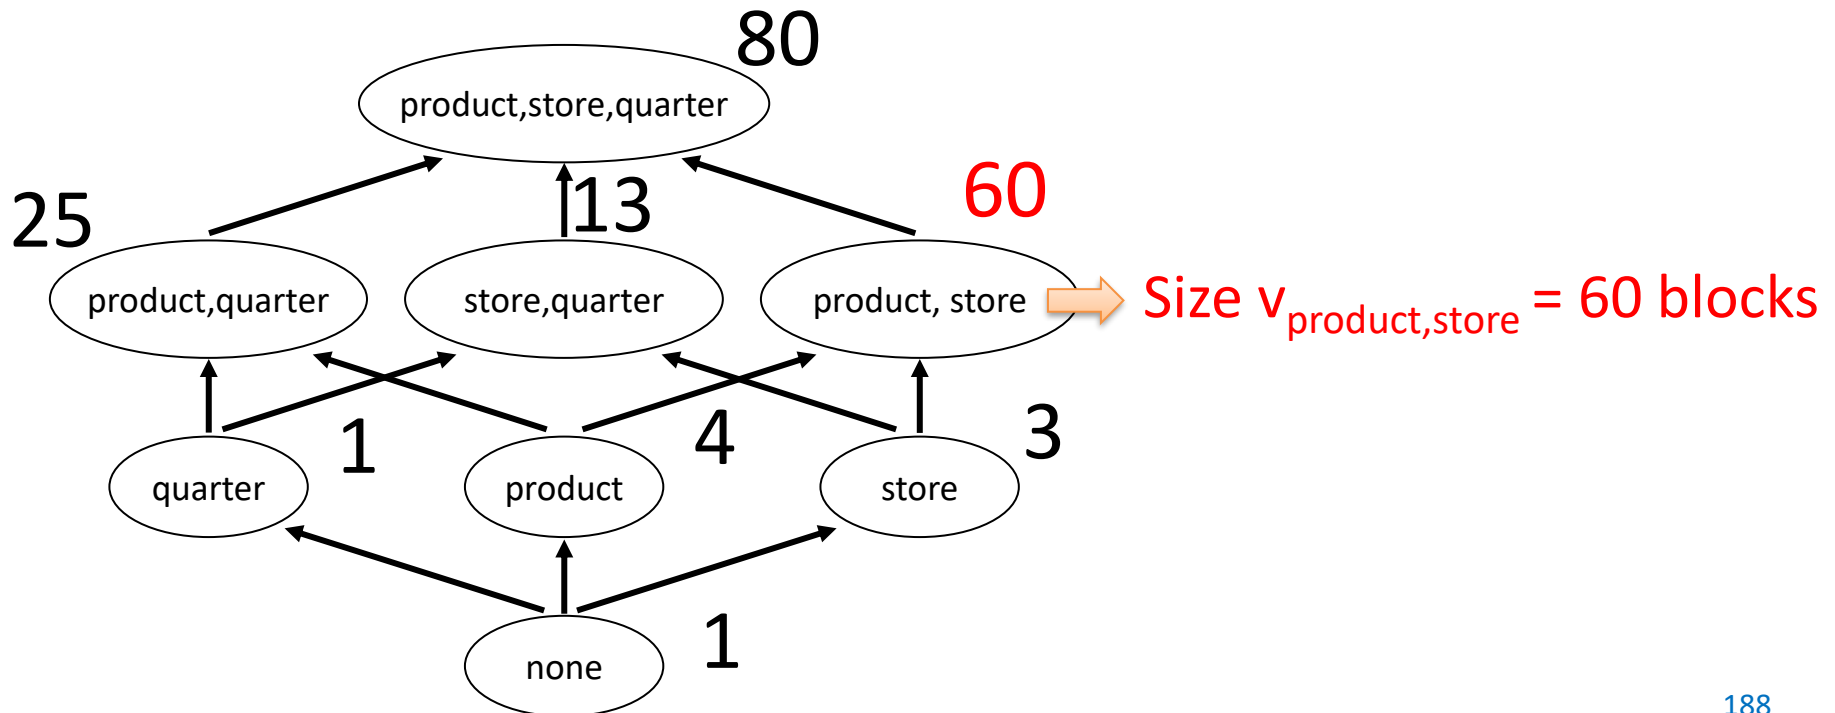 80
product,store,quarter
25
13
60
product,quarter
store,quarter
product, store
Size v product,store = 60 blocks
1
4
3
quarter
product
store
none
1
188